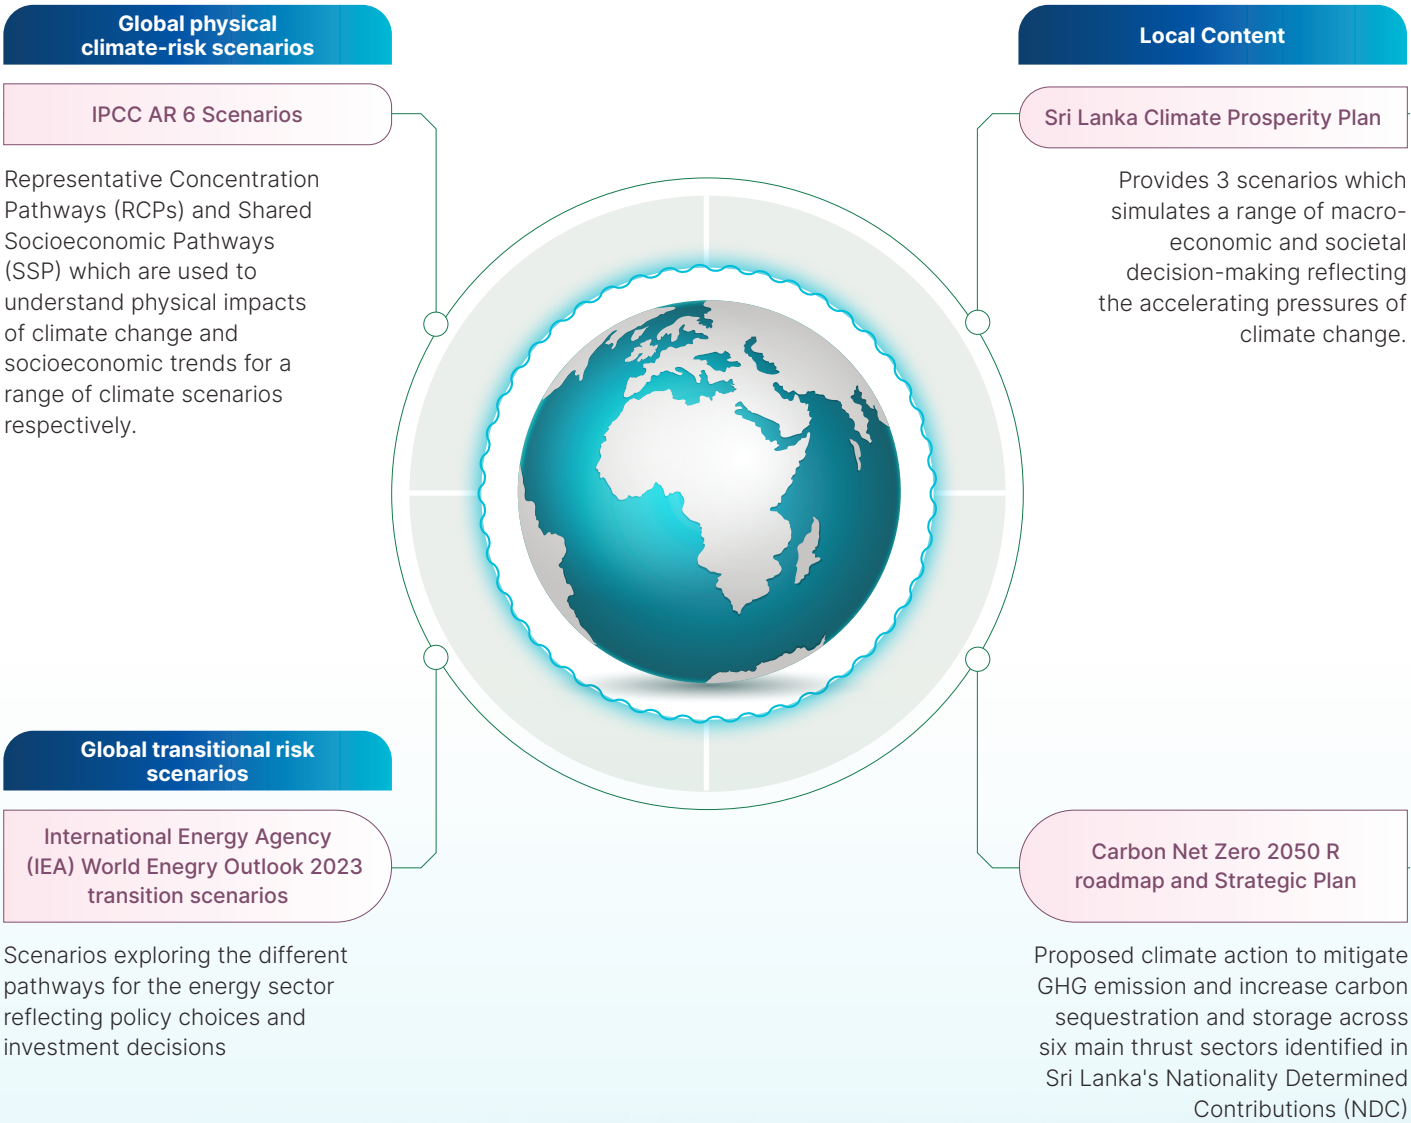 Global physical
climate-risk scenarios
IPCC AR 6 Scenarios
Representative Concentration
Pathways (RCPs) and Shared
Socioeconomic Pathways
(SSP) which are used to
understand physical impacts
of climate change and
socioeconomic trends for a
range of climate scenarios
respectively.
Local Content
Sri Lanka Climate Prosperity Plan
Provides 3 scenarios which
simulates a range of macro-
economic and societal
decision-making reflecting
the accelerating pressures of
climate change.
Global transitional risk
scenarios
International Energy Agency
(IEA) World Enegry Outlook 2023
transition scenarios
Scenarios exploring the different
pathways for the energy sector
reflecting policy choices and
investment decisions
Carbon Net Zero 2050 R
roadmap and Strategic Plan
Proposed climate action to mitigate
GHG emission and increase carbon
sequestration and storage across
six main thrust sectors identified in
Sri Lanka's Nationality Determined
Contributions (NDC)